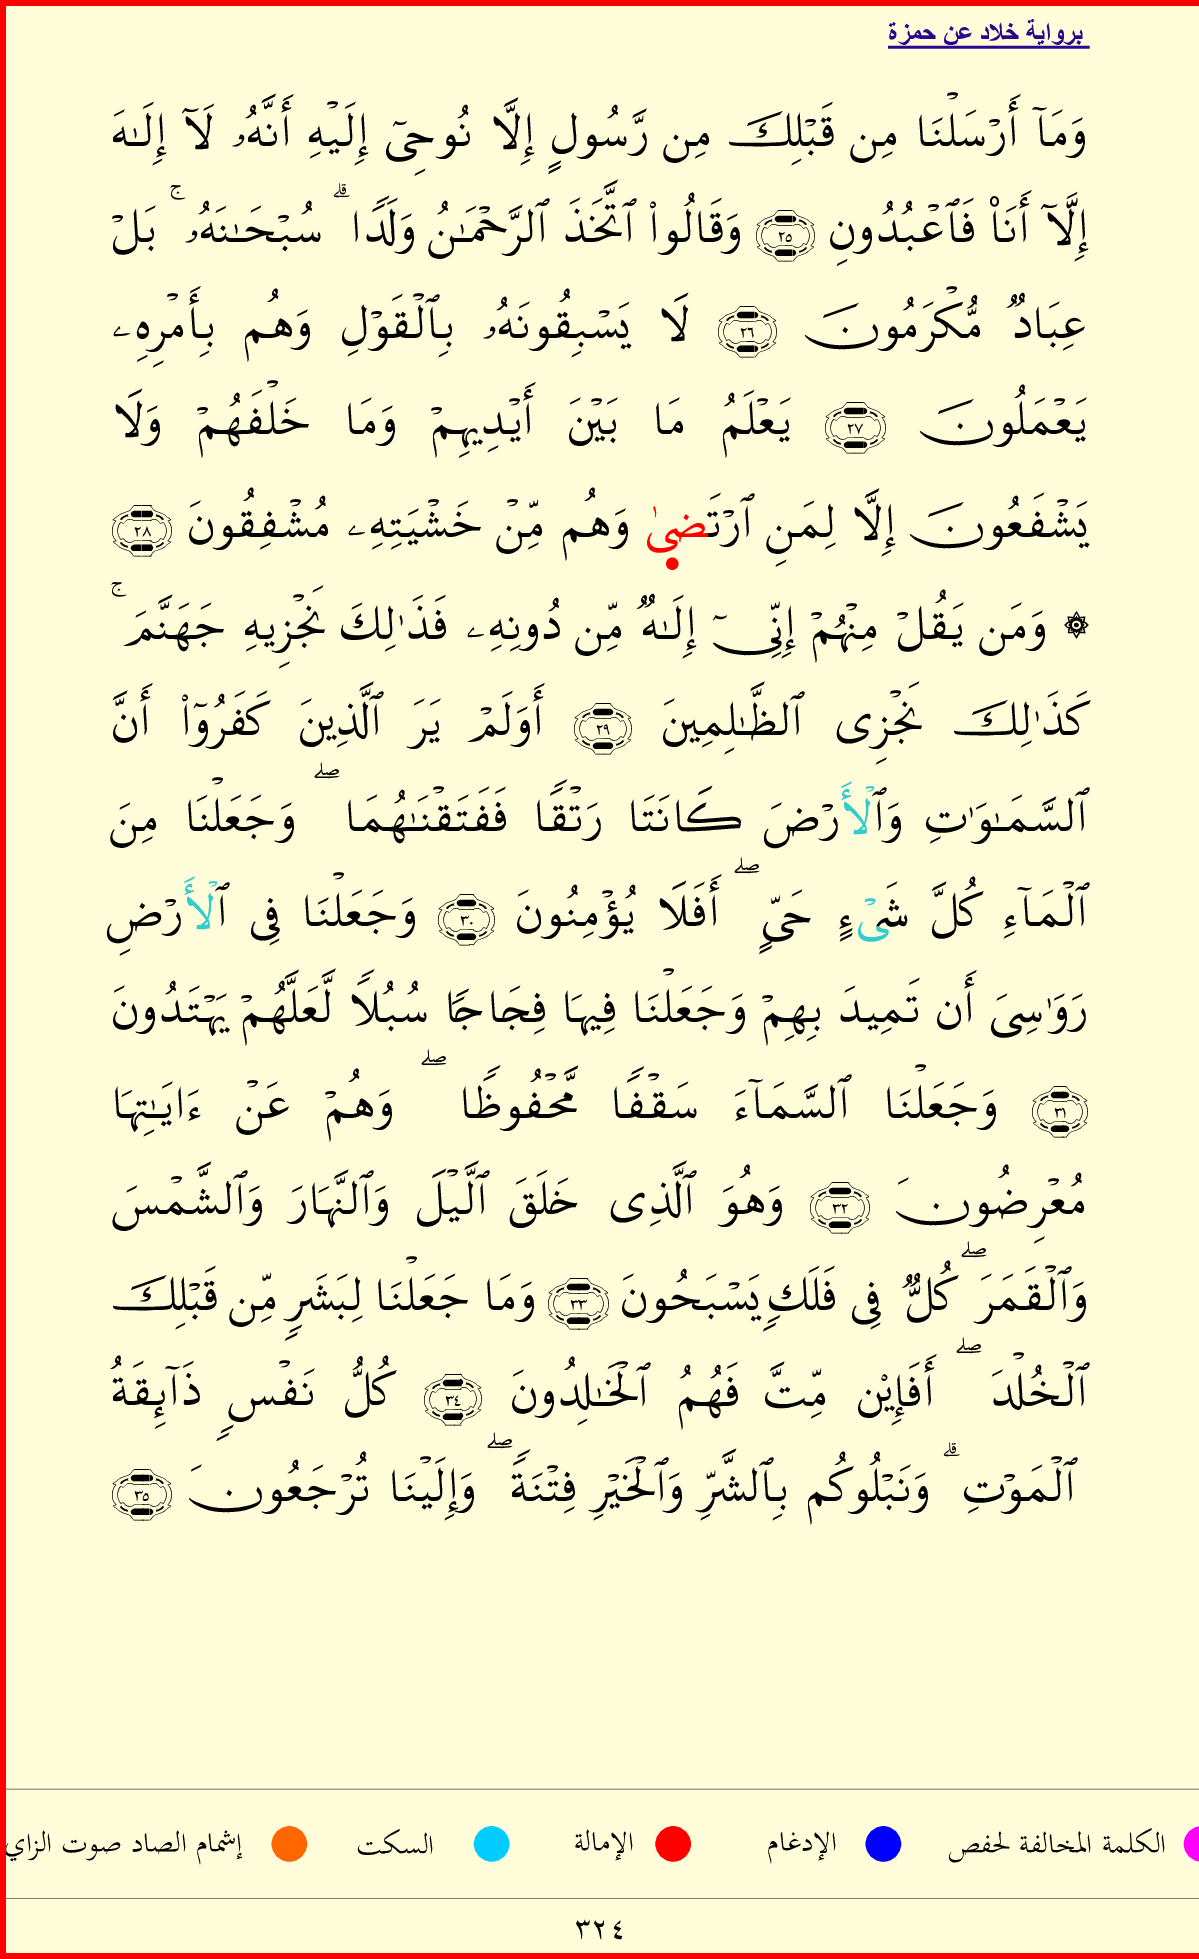 برواية خلاد عن حمزة
وَمَآ أَرۡسَلۡنَا مِن قَبۡلِكَ مِن رَّسُولٍ إِلَّا نُوحِىٓ إِلَيۡهِ أَنَّهُۥ لَآ إِلَـٰهَ
إِلَّآ أَنَا۠ فَٱعۡبُدُونِ ٢٥ وَقَالُوا۟ ٱتَّخَذَ ٱلرَّحۡمَـٰنُ وَلَدًا ۗ سُبۡحَـٰنَهُۥ ۚ بَلۡ
عِبَادٌ مُّكۡرَمُونَ ٢٦ لَا يَسۡبِقُونَهُۥ بِٱلۡقَوۡلِ وَهُم بِأَمۡرِهِۦ
يَعۡمَلُونَ ٢٧ يَعۡلَمُ مَا بَيۡنَ أَيۡدِيهِمۡ وَمَا خَلۡفَهُمۡ وَلَا
يَشۡفَعُونَ إِلَّا لِمَنِ ٱرۡتَضىٰ وَهُم مِّنۡ خَشۡيَتِهِۦ مُشۡفِقُونَ ٢٨
۞ وَمَن يَقُلۡ مِنۡهُمۡ إِنِّىٓ إِلَـٰهٌ مِّن دُونِهِۦ فَذَٰلِكَ نَجۡزِيهِ جَهَنَّمَ ۚ
كَذَٰلِكَ نَجۡزِى ٱلظَّـٰلِمِينَ ٢٩ أَوَلَمۡ يَرَ ٱلَّذِينَ كَفَرُوٓا۟ أَنَّ
ٱلسَّمَـٰوَٰتِ وَٱلۡأَرۡضَ كَانَتَا رَتۡقًا فَفَتَقۡنَـٰهُمَا ۖ وَجَعَلۡنَا مِنَ
ٱلۡمَآءِ كُلَّ شَىۡءٍ حَىٍّ ۖ أَفَلَا يُؤۡمِنُونَ ٣٠ وَجَعَلۡنَا فِى ٱلۡأَرۡضِ
رَوَٰسِىَ أَن تَمِيدَ بِهِمۡ وَجَعَلۡنَا فِيهَا فِجَاجًا سُبُلًا لَّعَلَّهُمۡ يَهۡتَدُونَ
٣١ وَجَعَلۡنَا ٱلسَّمَآءَ سَقۡفًا مَّحۡفُوظًا ۖ وَهُمۡ عَنۡ ءَايَـٰتِهَا
مُعۡرِضُونَ ٣٢ وَهُوَ ٱلَّذِى خَلَقَ ٱلَّيۡلَ وَٱلنَّهَارَ وَٱلشَّمۡسَ
وَٱلۡقَمَرَ ۖ كُلٌّ فِى فَلَكٍ يَسۡبَحُونَ ٣٣ وَمَا جَعَلۡنَا لِبَشَرٍ مِّن قَبۡلِكَ
ٱلۡخُلۡدَ ۖ أَفَإِي۟ن مِّتَّ فَهُمُ ٱلۡخَـٰلِدُونَ ٣٤ كُلُّ نَفۡسٍ ذَآئِقَةُ
ٱلۡمَوۡتِ ۗ وَنَبۡلُوكُم بِٱلشَّرِّ وَٱلۡخَيۡرِ فِتۡنَةً ۖ وَإِلَيۡنَا تُرۡجَعُونَ ٣٥
الكلمة المخالفة لحفص الإدغام الإمالة السكت إشمام الصاد صوت الزاي
٣٢٤